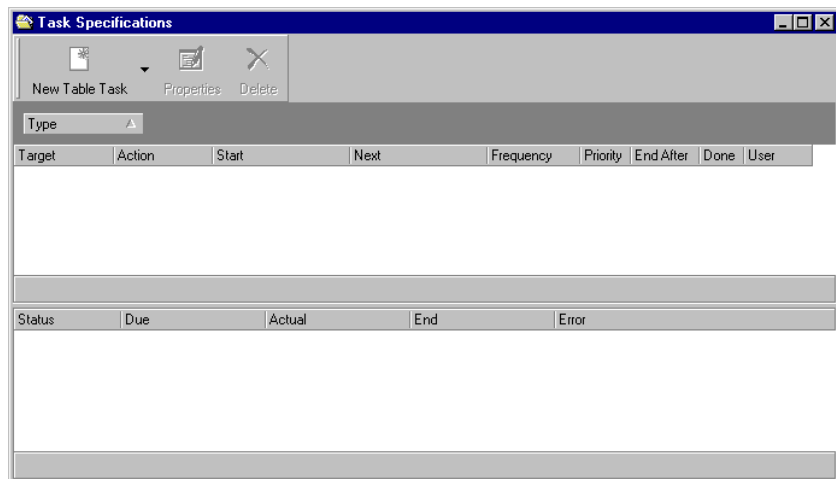 Task Specifications
New Table Task Properties Delete
Type
Target Action Start Next Frequency Priority End After Done User
Status Due Actual End Error